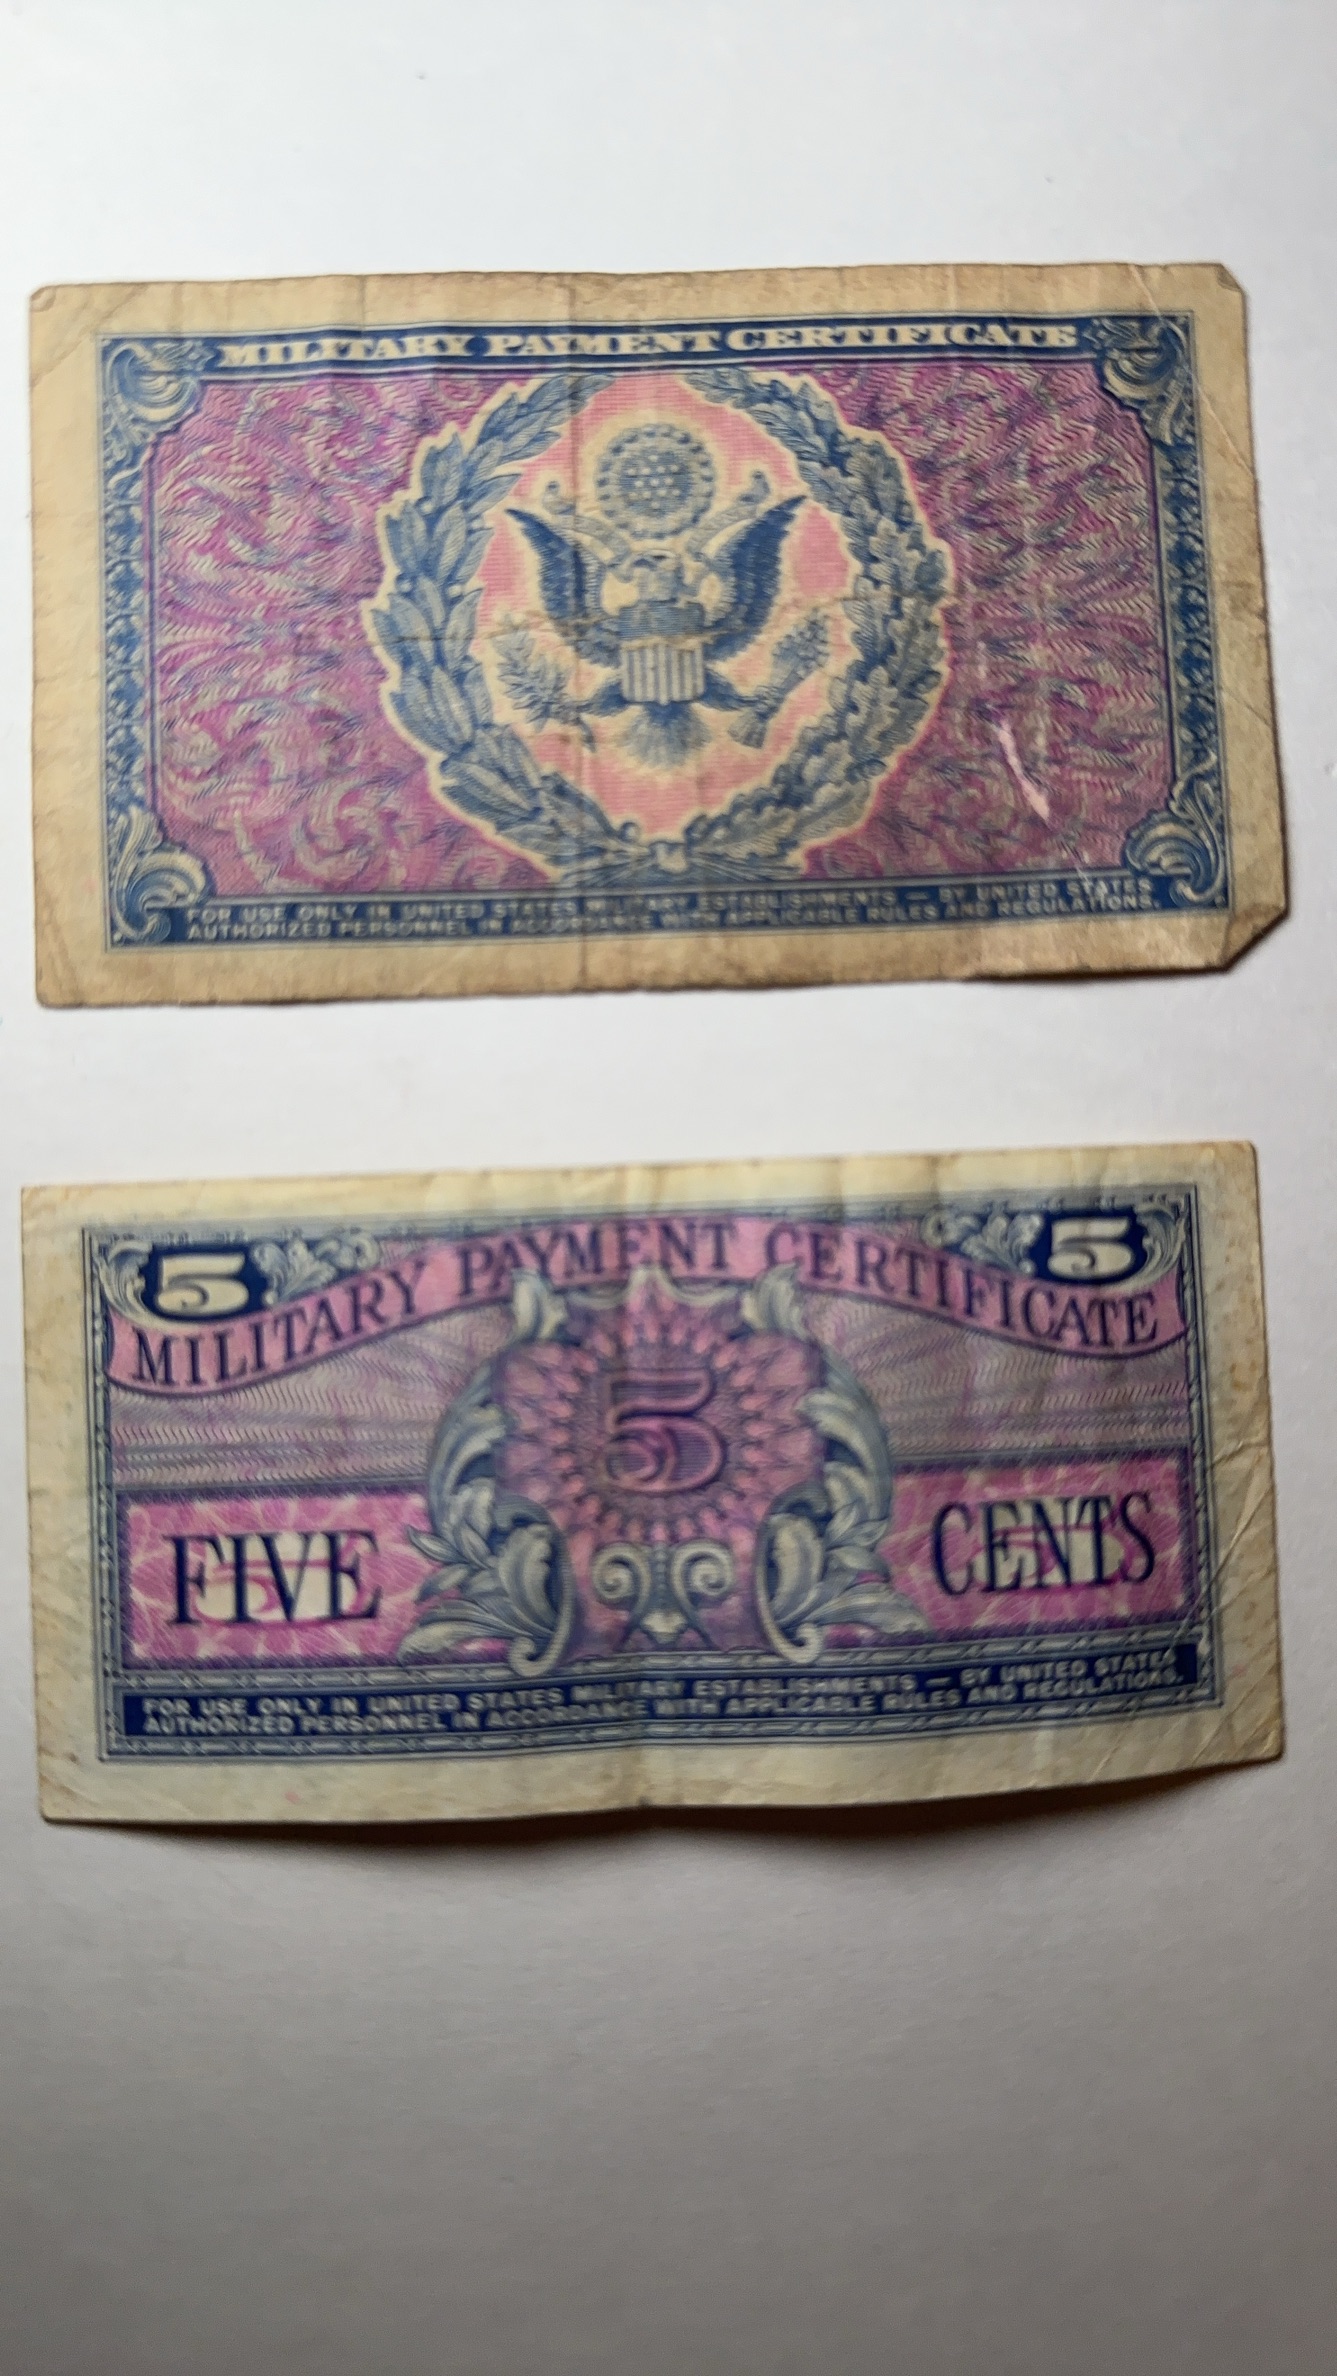 MILITARY PAYMENT CERTIFICATE
FOR USE ONLY IN UNITED STATES MILITARY ESTABLISHMENTS — BY UNITED STATES
AUTHORIZED PERSONNEL IN ACCORDANCE WITH APPLICABLE RULES AND REGULATIONS.
5 5
MILITARY PAYMENT CERTIFICATE
5
FIVE CENTS
FOR USE ONLY IN UNITED STATES MILITARY ESTABLISHMENTS — BY UNITED STATES
AUTHORIZED PERSONNEL IN ACCORDANCE WITH APPLICABLE RULES AND REGULATIONS.